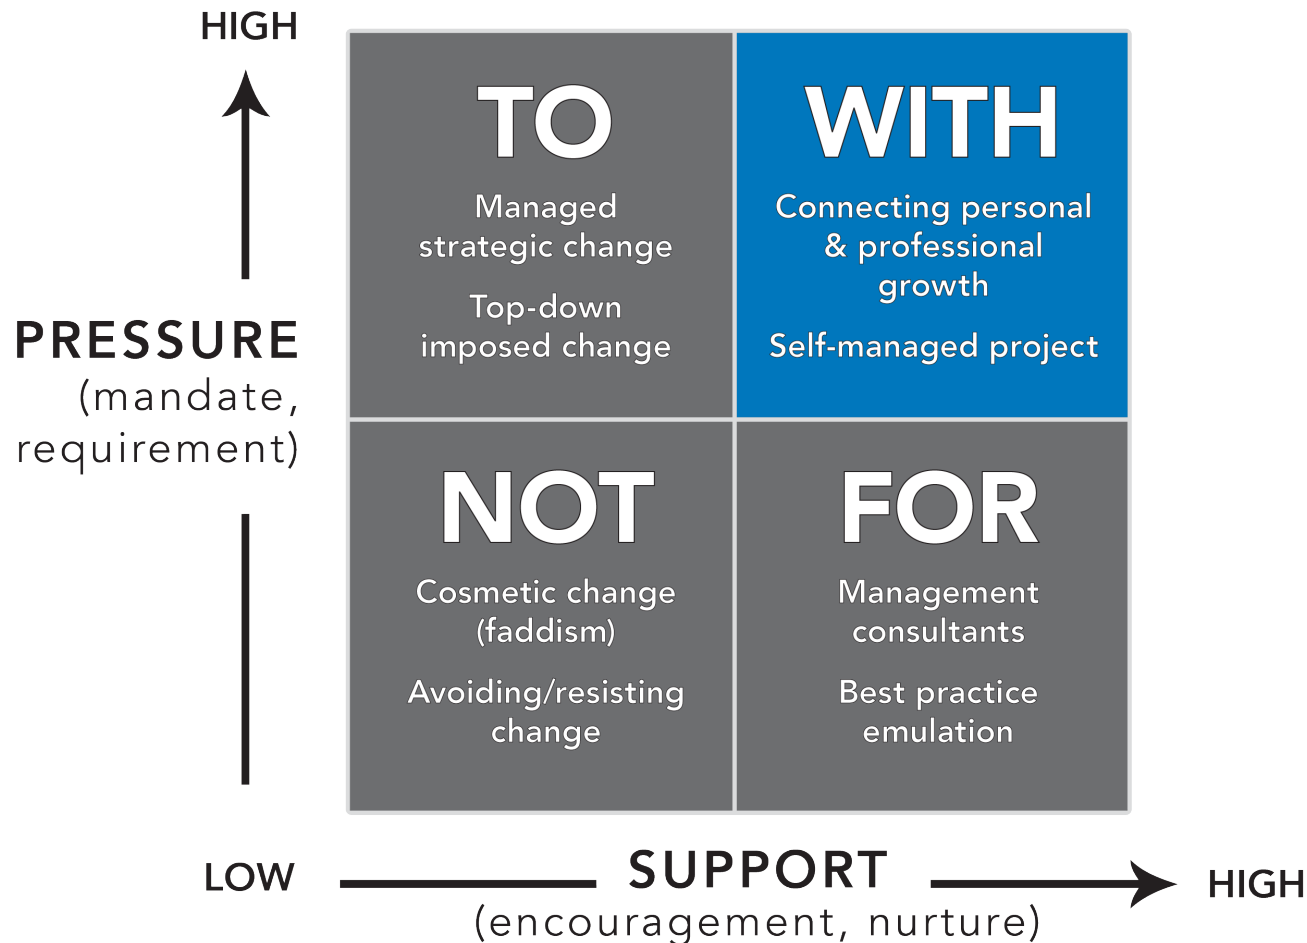 HIGH
TO
Managed
strategic change
Top-down
imposed change
WITH
Connecting personal
& professional
growth
Self-managed project
PRESSURE
(mandate,
requirement)
NOT
Cosmetic change
(faddism)
Avoiding/resisting
change
FOR
Management
consultants
Best practice
emulation
LOW
SUPPORT
(encouragement, nurture)
HIGH